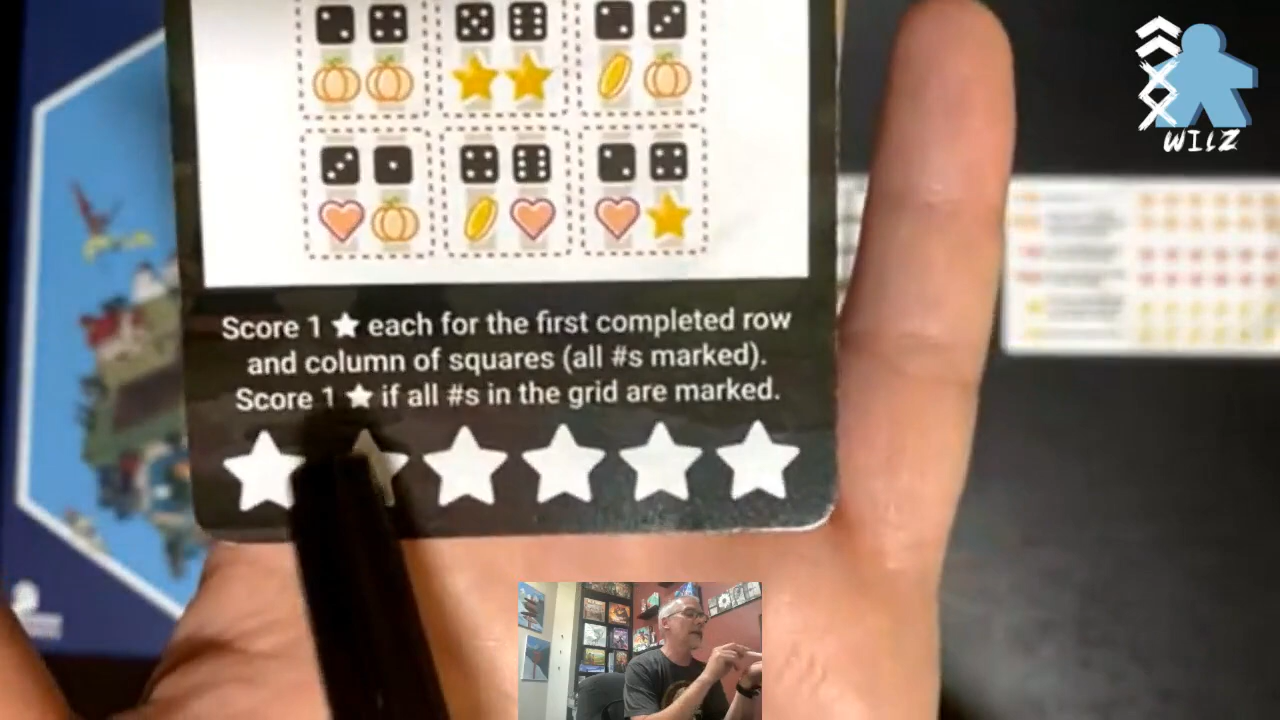 WILZ
Score 1 ★ each for the first completed row
and column of squares (all #s marked).
Score 1 ★ if all #s in the grid are marked.